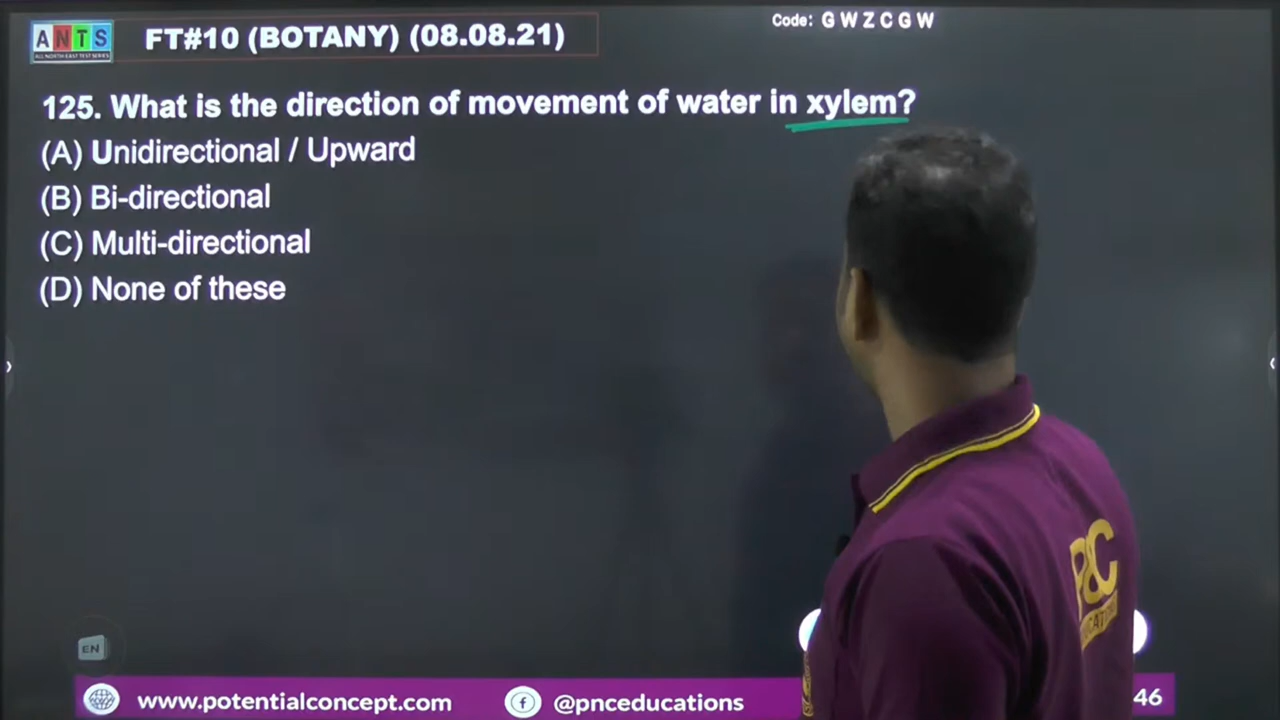 ANTS
ALL NORTH EAST TEST SERIES
FT#10 (BOTANY) (08.08.21)
Code: G W Z C G W
125. What is the direction of movement of water in xylem?
(A) Unidirectional / Upward
(B) Bi-directional
(C) Multi-directional
(D) None of these
P&C
EN
www.potentialconcept.com
@pnceducations
46